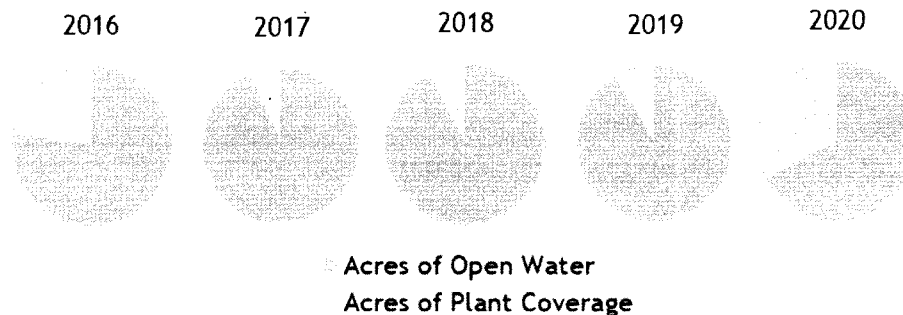 2016 2017 2018 2019 2020
Acres of Open Water
Acres of Plant Coverage